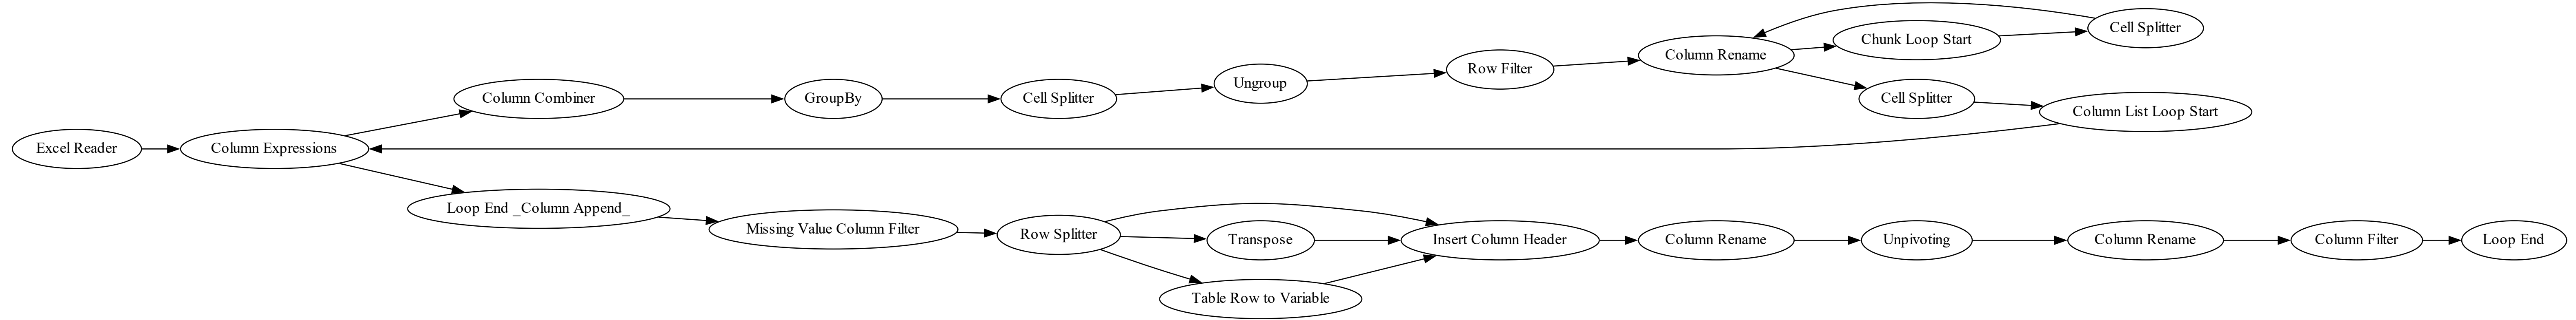 Excel Reader
Column Expressions
Column Combiner
GroupBy
Cell Splitter
Ungroup
Row Filter
Column Rename
Chunk Loop Start
Cell Splitter
Cell Splitter
Column List Loop Start
Loop End _Column Append_
Missing Value Column Filter
Row Splitter
Transpose
Table Row to Variable
Insert Column Header
Column Rename
Unpivoting
Column Rename
Column Filter
Loop End